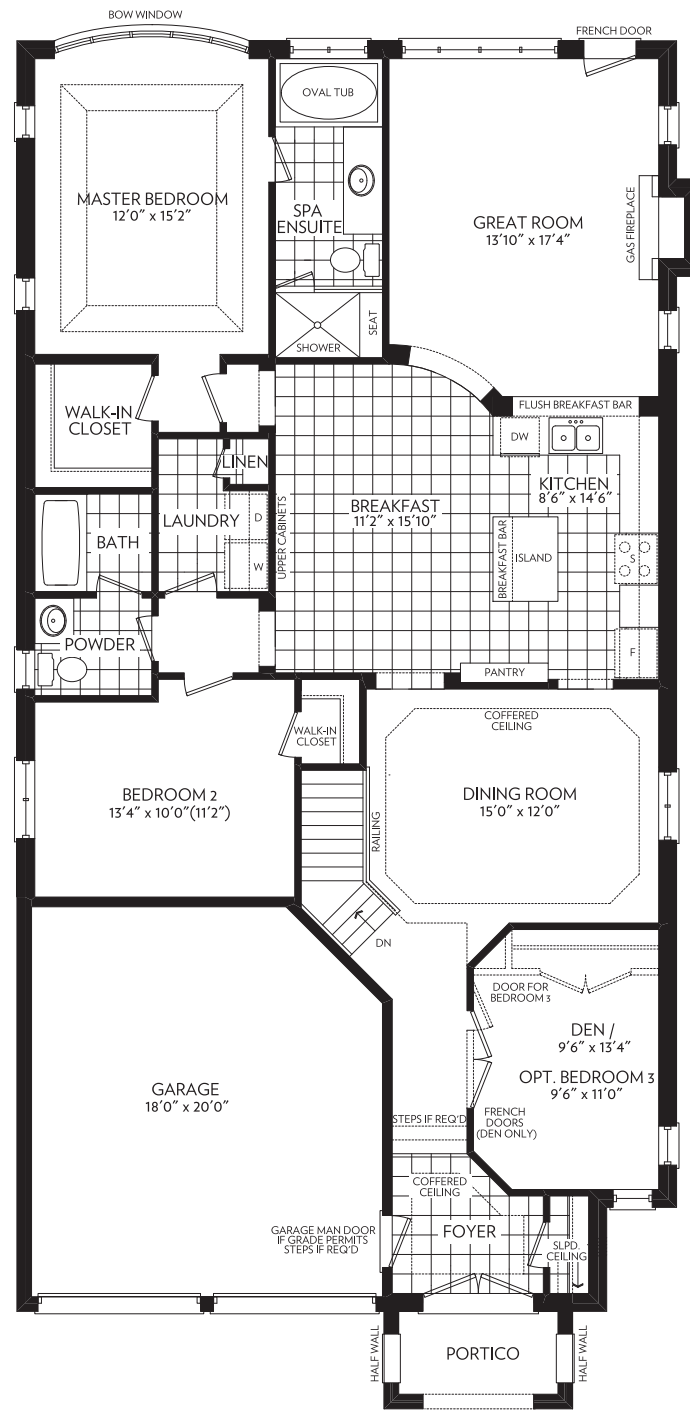 BOW WINDOW
FRENCH DOOR
OVAL TUB
MASTER BEDROOM
12'0" x 15'2"
SPA
ENSUITE
GREAT ROOM
13'10" x 17'4"
GAS FIREPLACE
SHOWER
SEAT
WALK-IN
CLOSET
FLUSH BREAKFAST BAR
DW
LINEN
KITCHEN
8'6" x 14'6"
BREAKFAST
11'2" x 15'10"
LAUNDRY
D
W
UPPER CABINETS
BATH
BREAKFAST BAR
ISLAND
S
POWDER
F
PANTRY
WALK-IN
CLOSET
COFFERED
CEILING
BEDROOM 2
13'4" x 10'0"(11'2")
DINING ROOM
15'0" x 12'0"
RAILING
DN
DOOR FOR
BEDROOM 3
DEN /
9'6" x 13'4"
OPT. BEDROOM 3
9'6" x 11'0"
GARAGE
18'0" x 20'0"
STEPS IF REQ'D
FRENCH
DOORS
(DEN ONLY)
COFFERED
CEILING
GARAGE MAN DOOR
IF GRADE PERMITS
STEPS IF REQ'D
FOYER
SLPD.
CEILING
HALF WALL
PORTICO
HALF WALL